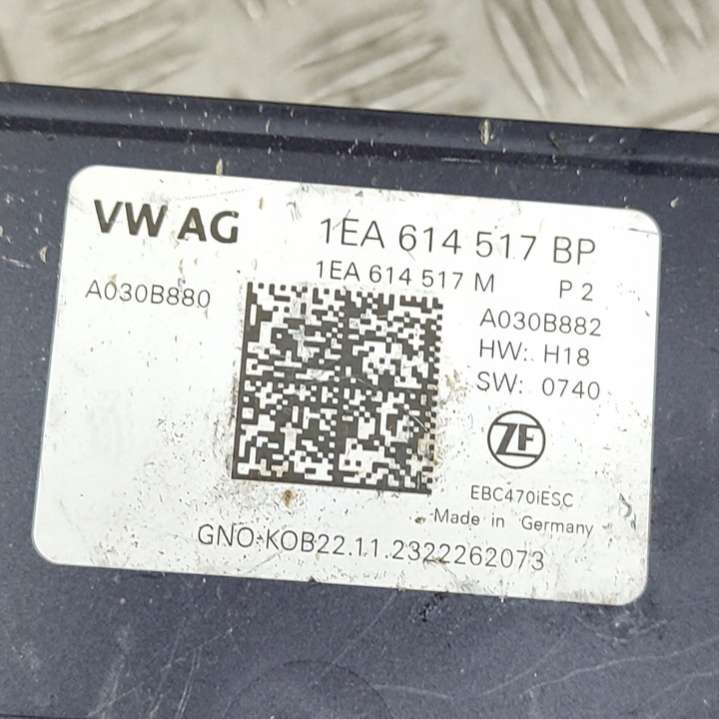 VW AG 1EA 614 517 BP
1EA 614 517 M P 2
A030B880 A030B882
HW: H18
SW: 0740
ZF
EBC470iESC
Made in Germany
GNO-KOB22.11.2322262073